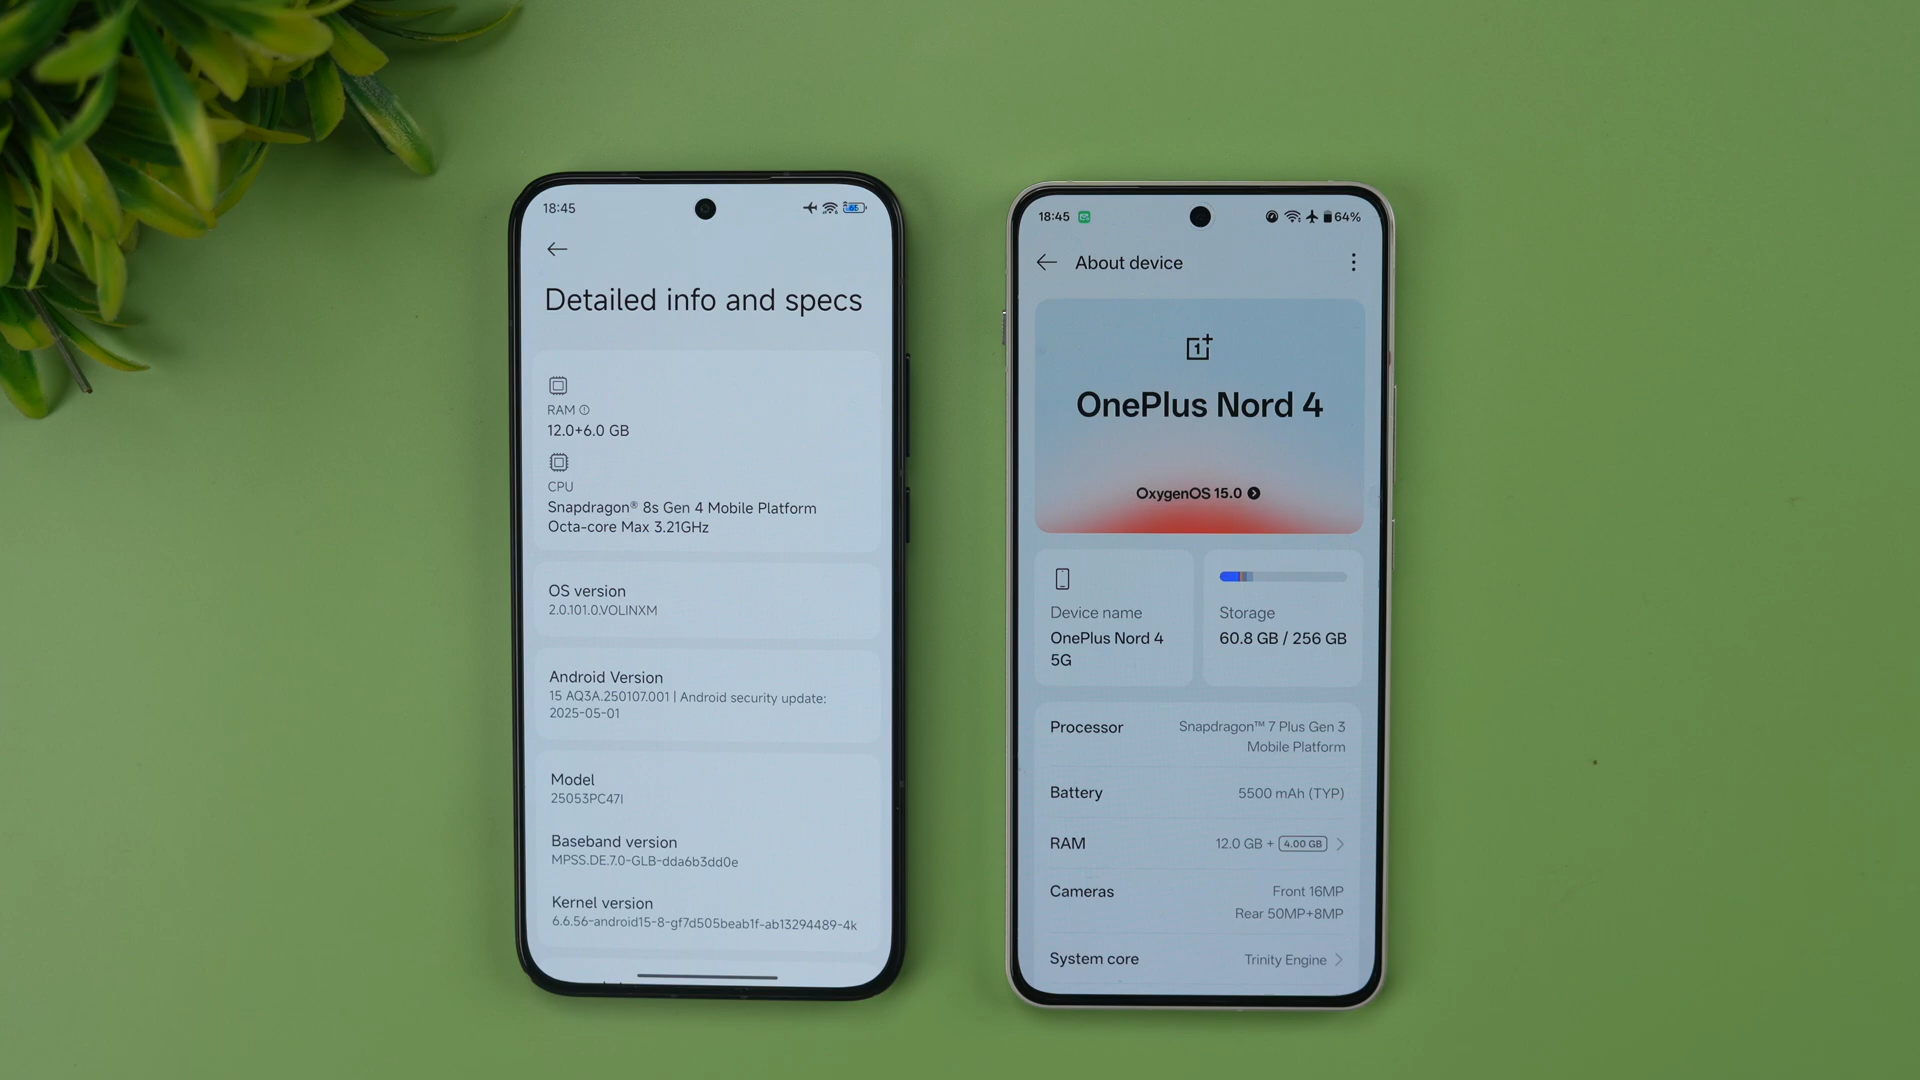 18:45
65
Detailed info and specs
RAM
12.0+6.0 GB
CPU
Snapdragon® 8s Gen 4 Mobile Platform
Octa-core Max 3.21GHz
OS version
2.0.101.0.VOLINXM
Android Version
15 AQ3A.250107.001 | Android security update:
2025-05-01
Model
25053PC47I
Baseband version
MPSS.DE.7.0-GLB-dda6b3dd0e
Kernel version
6.6.56-android15-8-gf7d505beab1f-ab13294489-4k
18:45
64%
About device
1+
OnePlus Nord 4
OxygenOS 15.0
Device name
OnePlus Nord 4
5G
Storage
60.8 GB / 256 GB
Processor
Snapdragon™ 7 Plus Gen 3
Mobile Platform
Battery
5500 mAh (TYP)
RAM
12.0 GB + 4.00 GB
Cameras
Front 16MP
Rear 50MP+8MP
System core
Trinity Engine